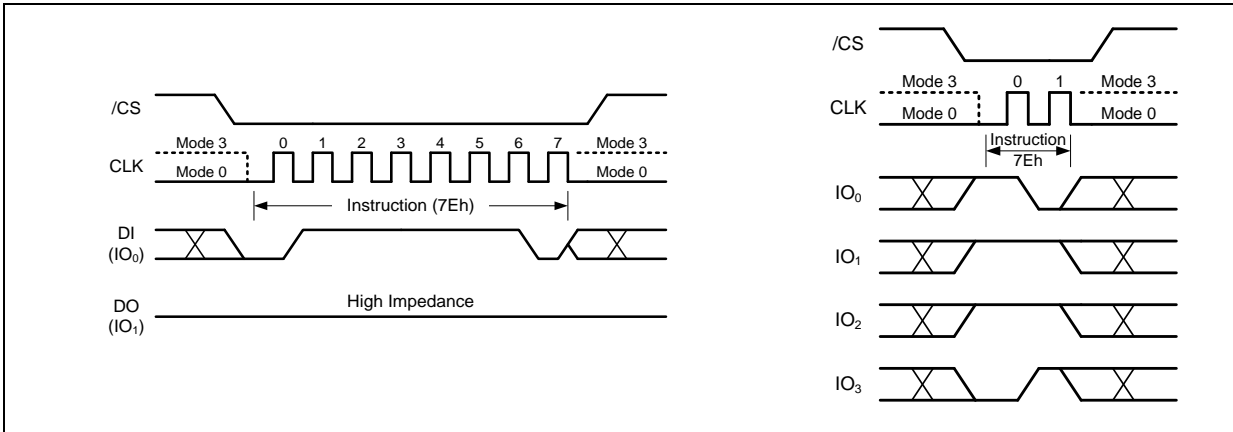 /CS
Mode 3 0 1 2 3 4 5 6 7 Mode 3
CLK
Mode 0 Mode 0
Instruction (7Eh)
DI
(IO0)
High Impedance
DO
(IO1)
/CS
Mode 3 0 1 Mode 3
CLK
Mode 0 Mode 0
Instruction
7Eh
IO0
IO1
IO2
IO3